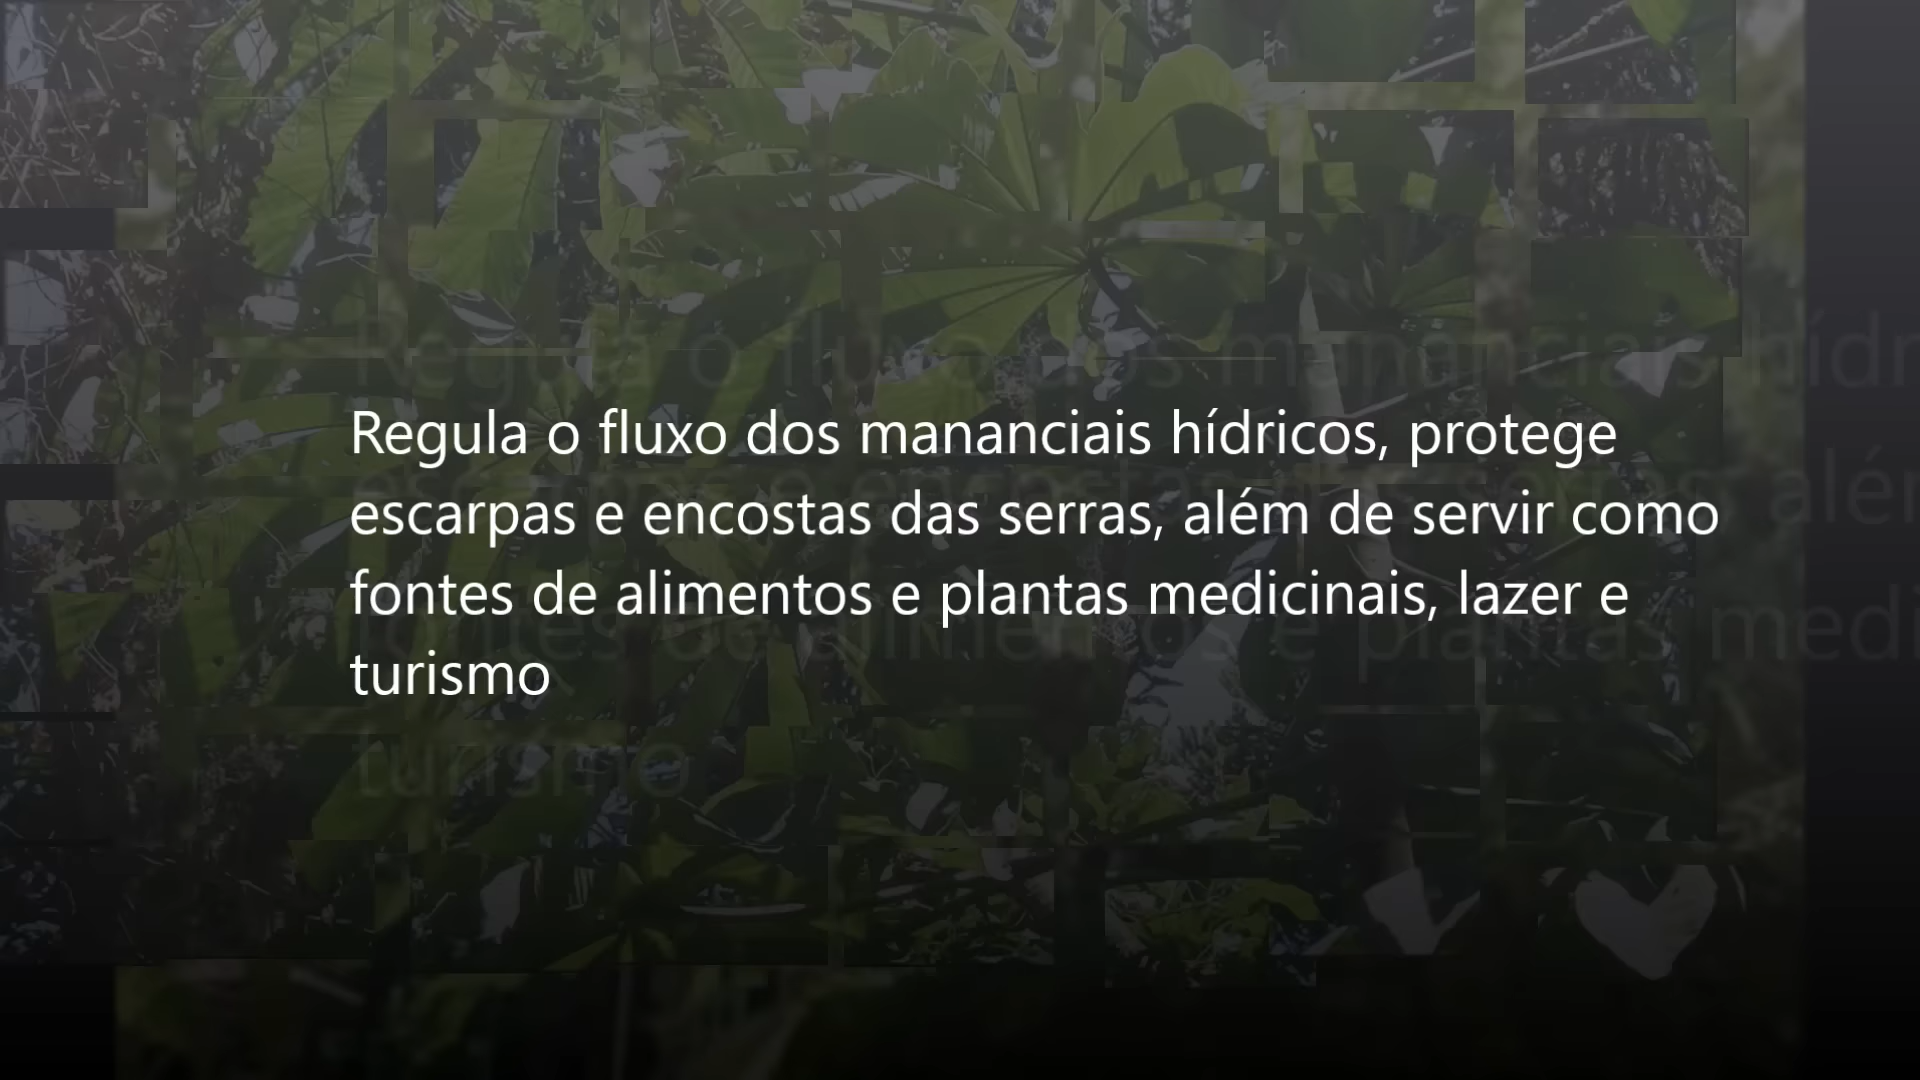 Regula o fluxo dos mananciais hídricos, protege
escarpas e encostas das serras, além de servir como
fontes de alimentos e plantas medicinais, lazer e
turismo